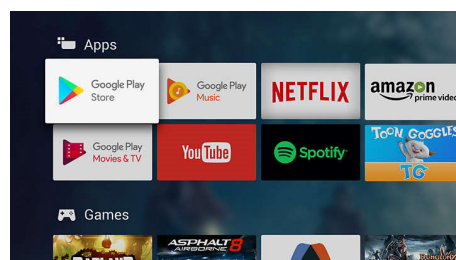 Apps
Google Play
Store
Google Play
Music
NETFLIX
amazon
prime video
Google Play
Movies & TV
YouTube
Spotify
TOON GOGGLES
TG
Games
BADLAND
ASPHALT 8
AIRBORNE